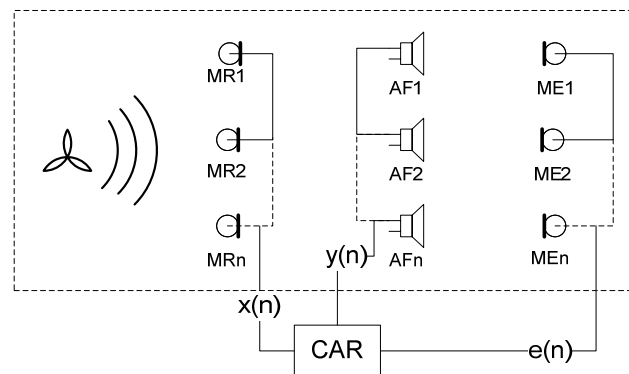 MR1
AF1
ME1
MR2
AF2
ME2
MRn
AFn
MEn
y(n)
x(n)
CAR
e(n)